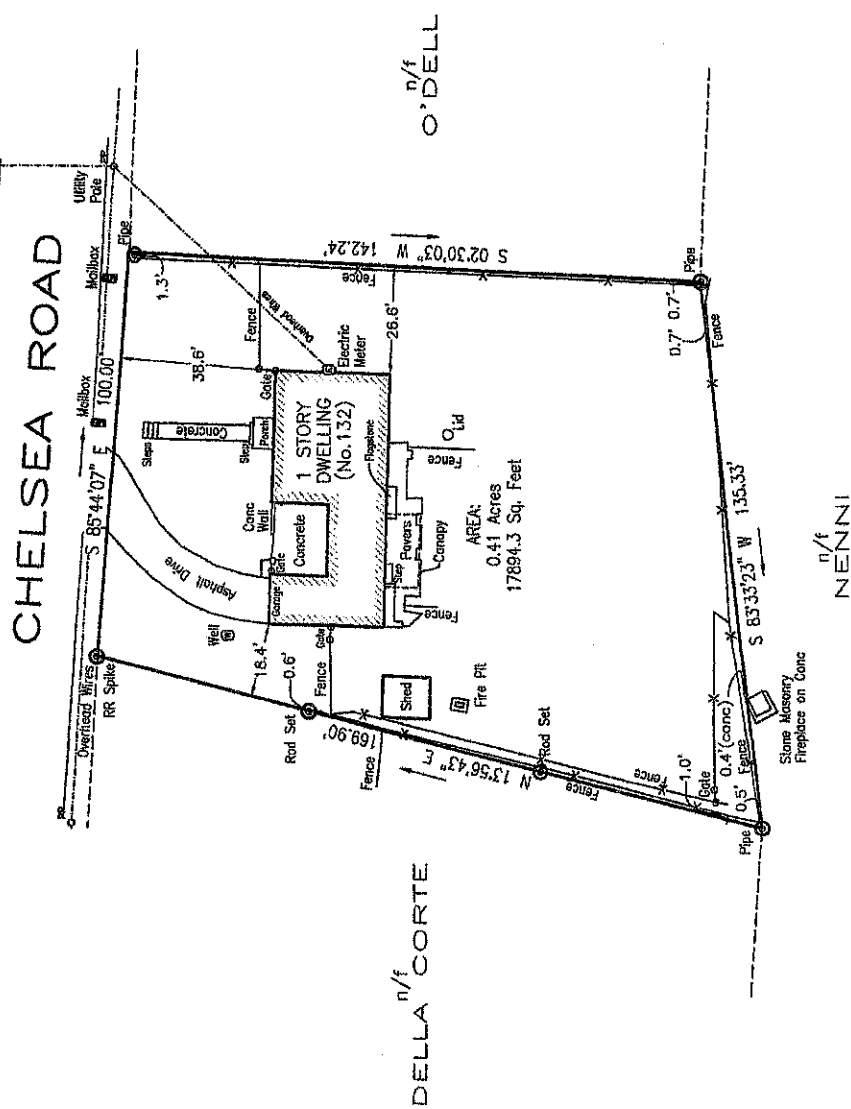 CHELSEA ROAD
Utility
Pole
PP
Mailbox
Mailbox
S 85°44'07" E
100.00'
Overhead Wires
RR Spike
PP
Pipe
1.3'
38.6'
Fence
Overhead Wires
S 02°30'03" W
142.24'
Fence
n/f
O'DELL
Steps
Concrete
Step
Porch
Gate
Electric
Meter
26.6'
1 STORY
DWELLING
(No.132)
Conc
Wall
Concrete
Gate
Garage
Flagstone
Asphalt Drive
Well
18.4'
0.6'
Rod Set
Gate
Fence
Step
Pavers
Canopy
Fence
Fence
Lid
AREA:
0.41 Acres
17894.3 Sq. Feet
Shed
Fire Pit
N 13°56'43" E
169.90'
Fence
Rod Set
Fence
Fence
1.0'
Gate
0.5'
Fence
0.4'(conc)
Pipe
Stone Masonry
Fireplace on Conc
S 83°33'23" W
135.33'
Fence
0.7'
0.7'
Pipe
n/f
DELLA CORTE
n/f
NENNI